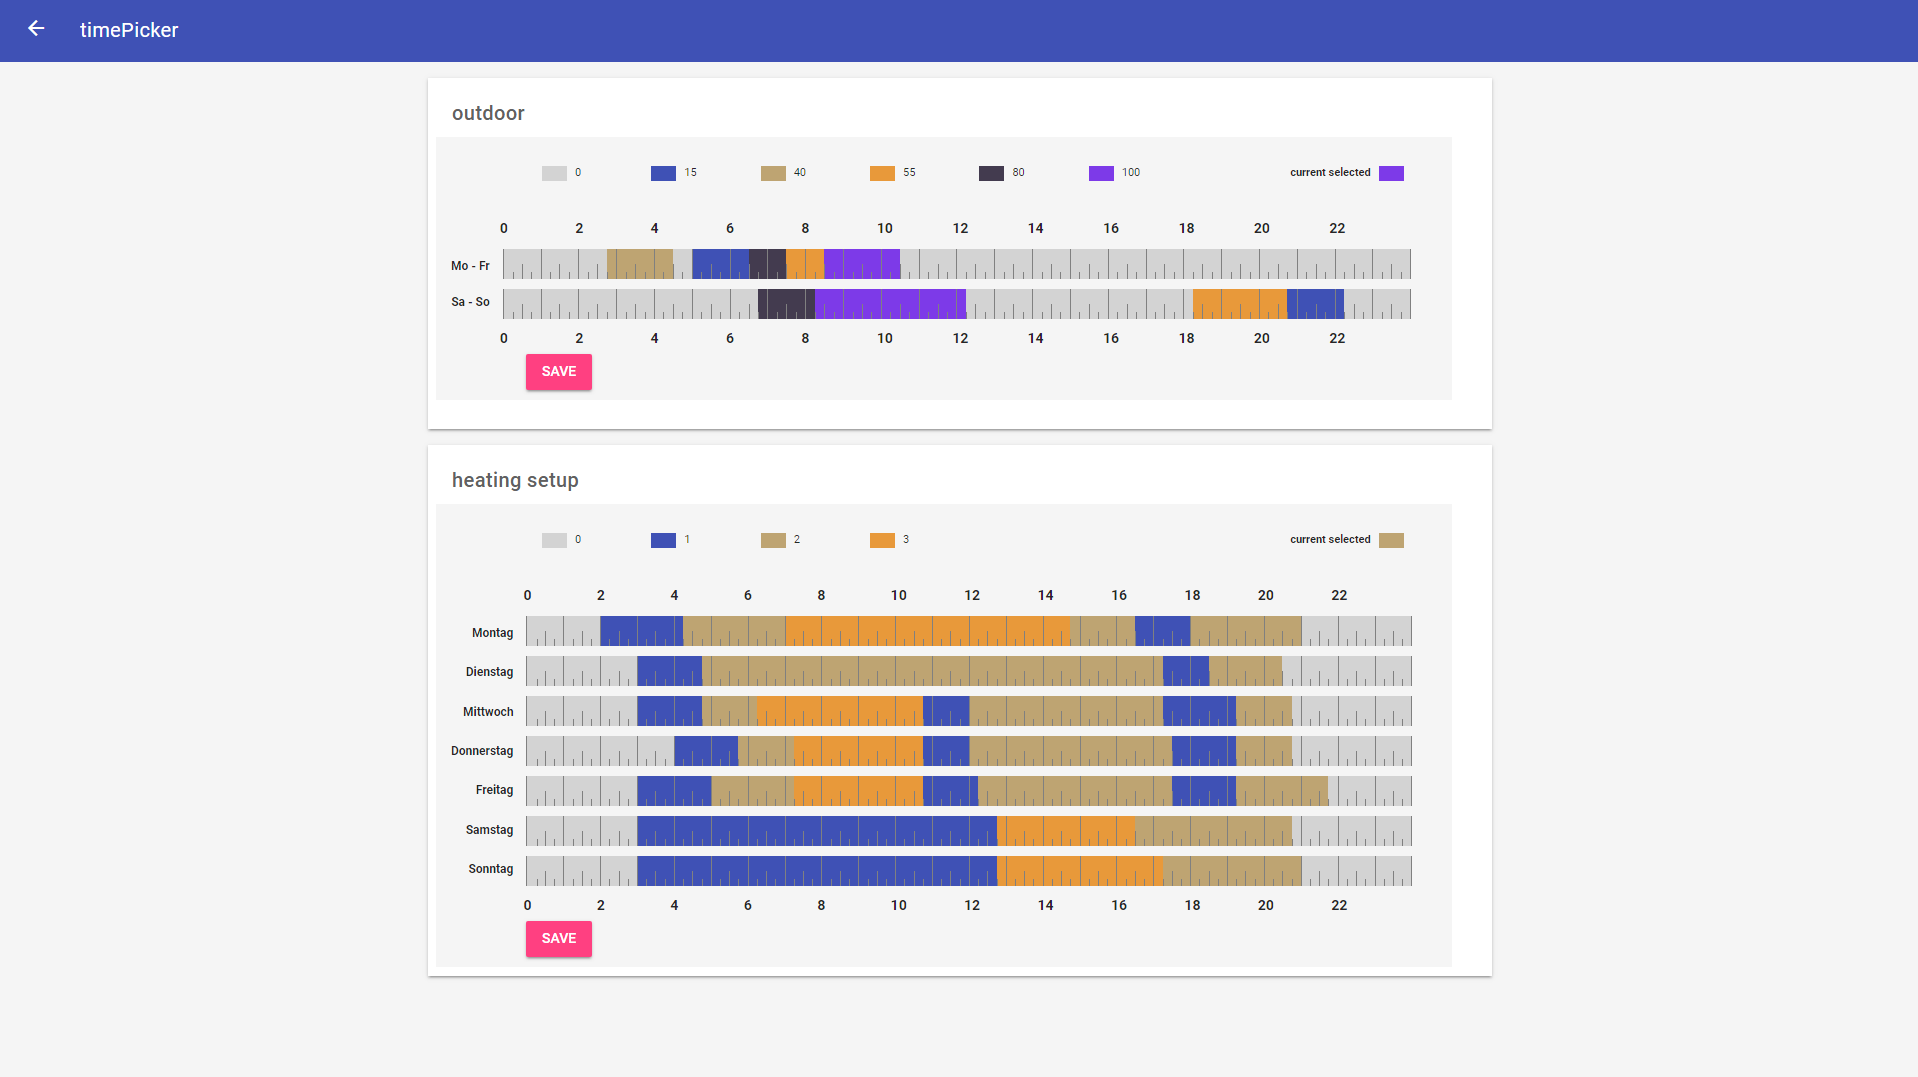 timePicker
outdoor
0 15 40 55 80 100 current selected
0 2 4 6 8 10 12 14 16 18 20 22
Mo - Fr
Sa - So
0 2 4 6 8 10 12 14 16 18 20 22
SAVE
heating setup
0 1 2 3 current selected
0 2 4 6 8 10 12 14 16 18 20 22
Montag
Dienstag
Mittwoch
Donnerstag
Freitag
Samstag
Sonntag
0 2 4 6 8 10 12 14 16 18 20 22
SAVE